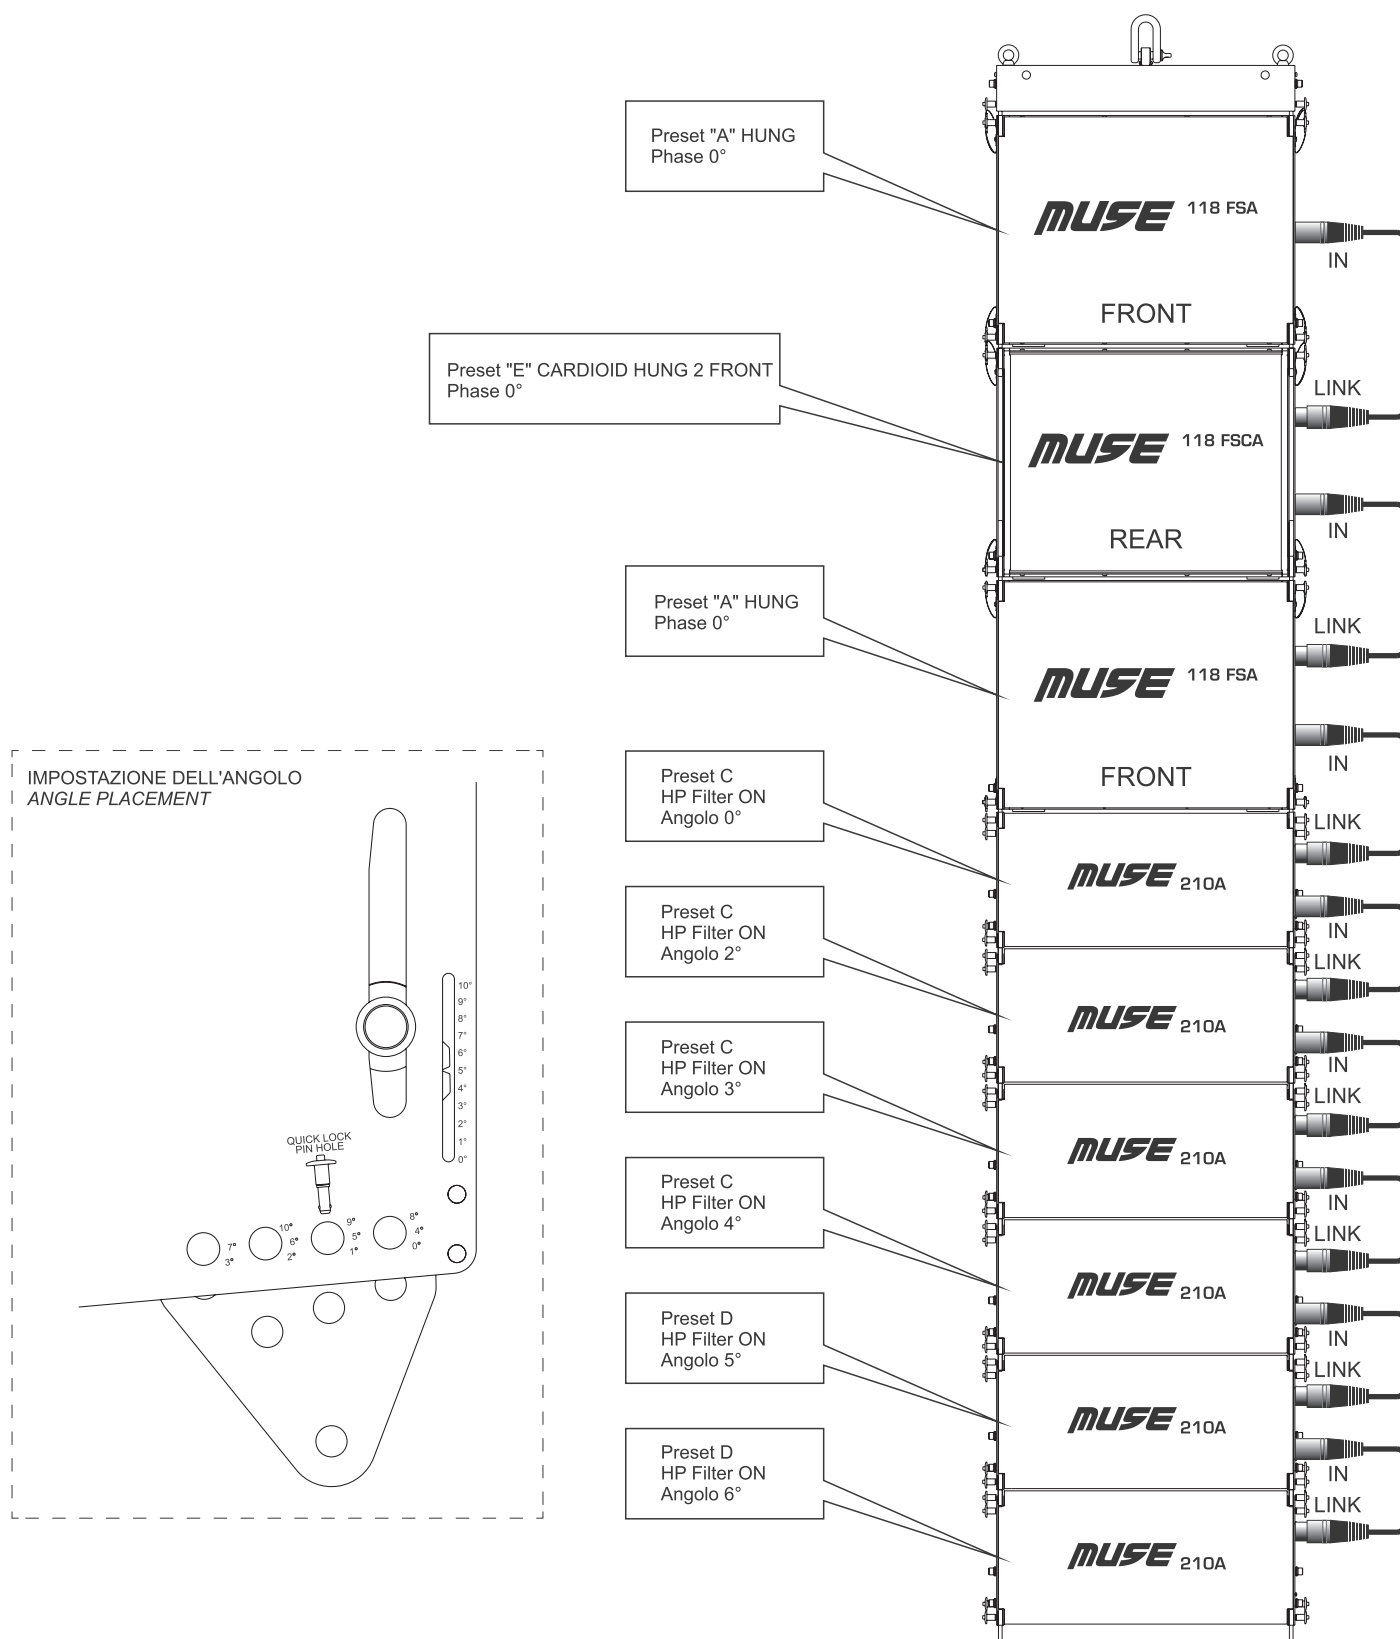 Preset "A" HUNG
Phase 0°
MUSE 118 FSA
IN
FRONT
Preset "E" CARDIOID HUNG 2 FRONT
Phase 0°
LINK
MUSE 118 FSCA
IN
REAR
Preset "A" HUNG
Phase 0°
LINK
MUSE 118 FSA
IN
FRONT
IMPOSTAZIONE DELL'ANGOLO
ANGLE PLACEMENT
10°
9°
8°
7°
6°
5°
4°
3°
2°
1°
0°
QUICK LOCK
PIN HOLE
7°
3°
10°
6°
2°
9°
5°
1°
8°
4°
0°
Preset C
HP Filter ON
Angolo 0°
LINK
MUSE 210A
IN
Preset C
HP Filter ON
Angolo 2°
LINK
MUSE 210A
IN
Preset C
HP Filter ON
Angolo 3°
LINK
MUSE 210A
IN
Preset C
HP Filter ON
Angolo 4°
LINK
MUSE 210A
IN
Preset D
HP Filter ON
Angolo 5°
LINK
MUSE 210A
IN
Preset D
HP Filter ON
Angolo 6°
LINK
MUSE 210A